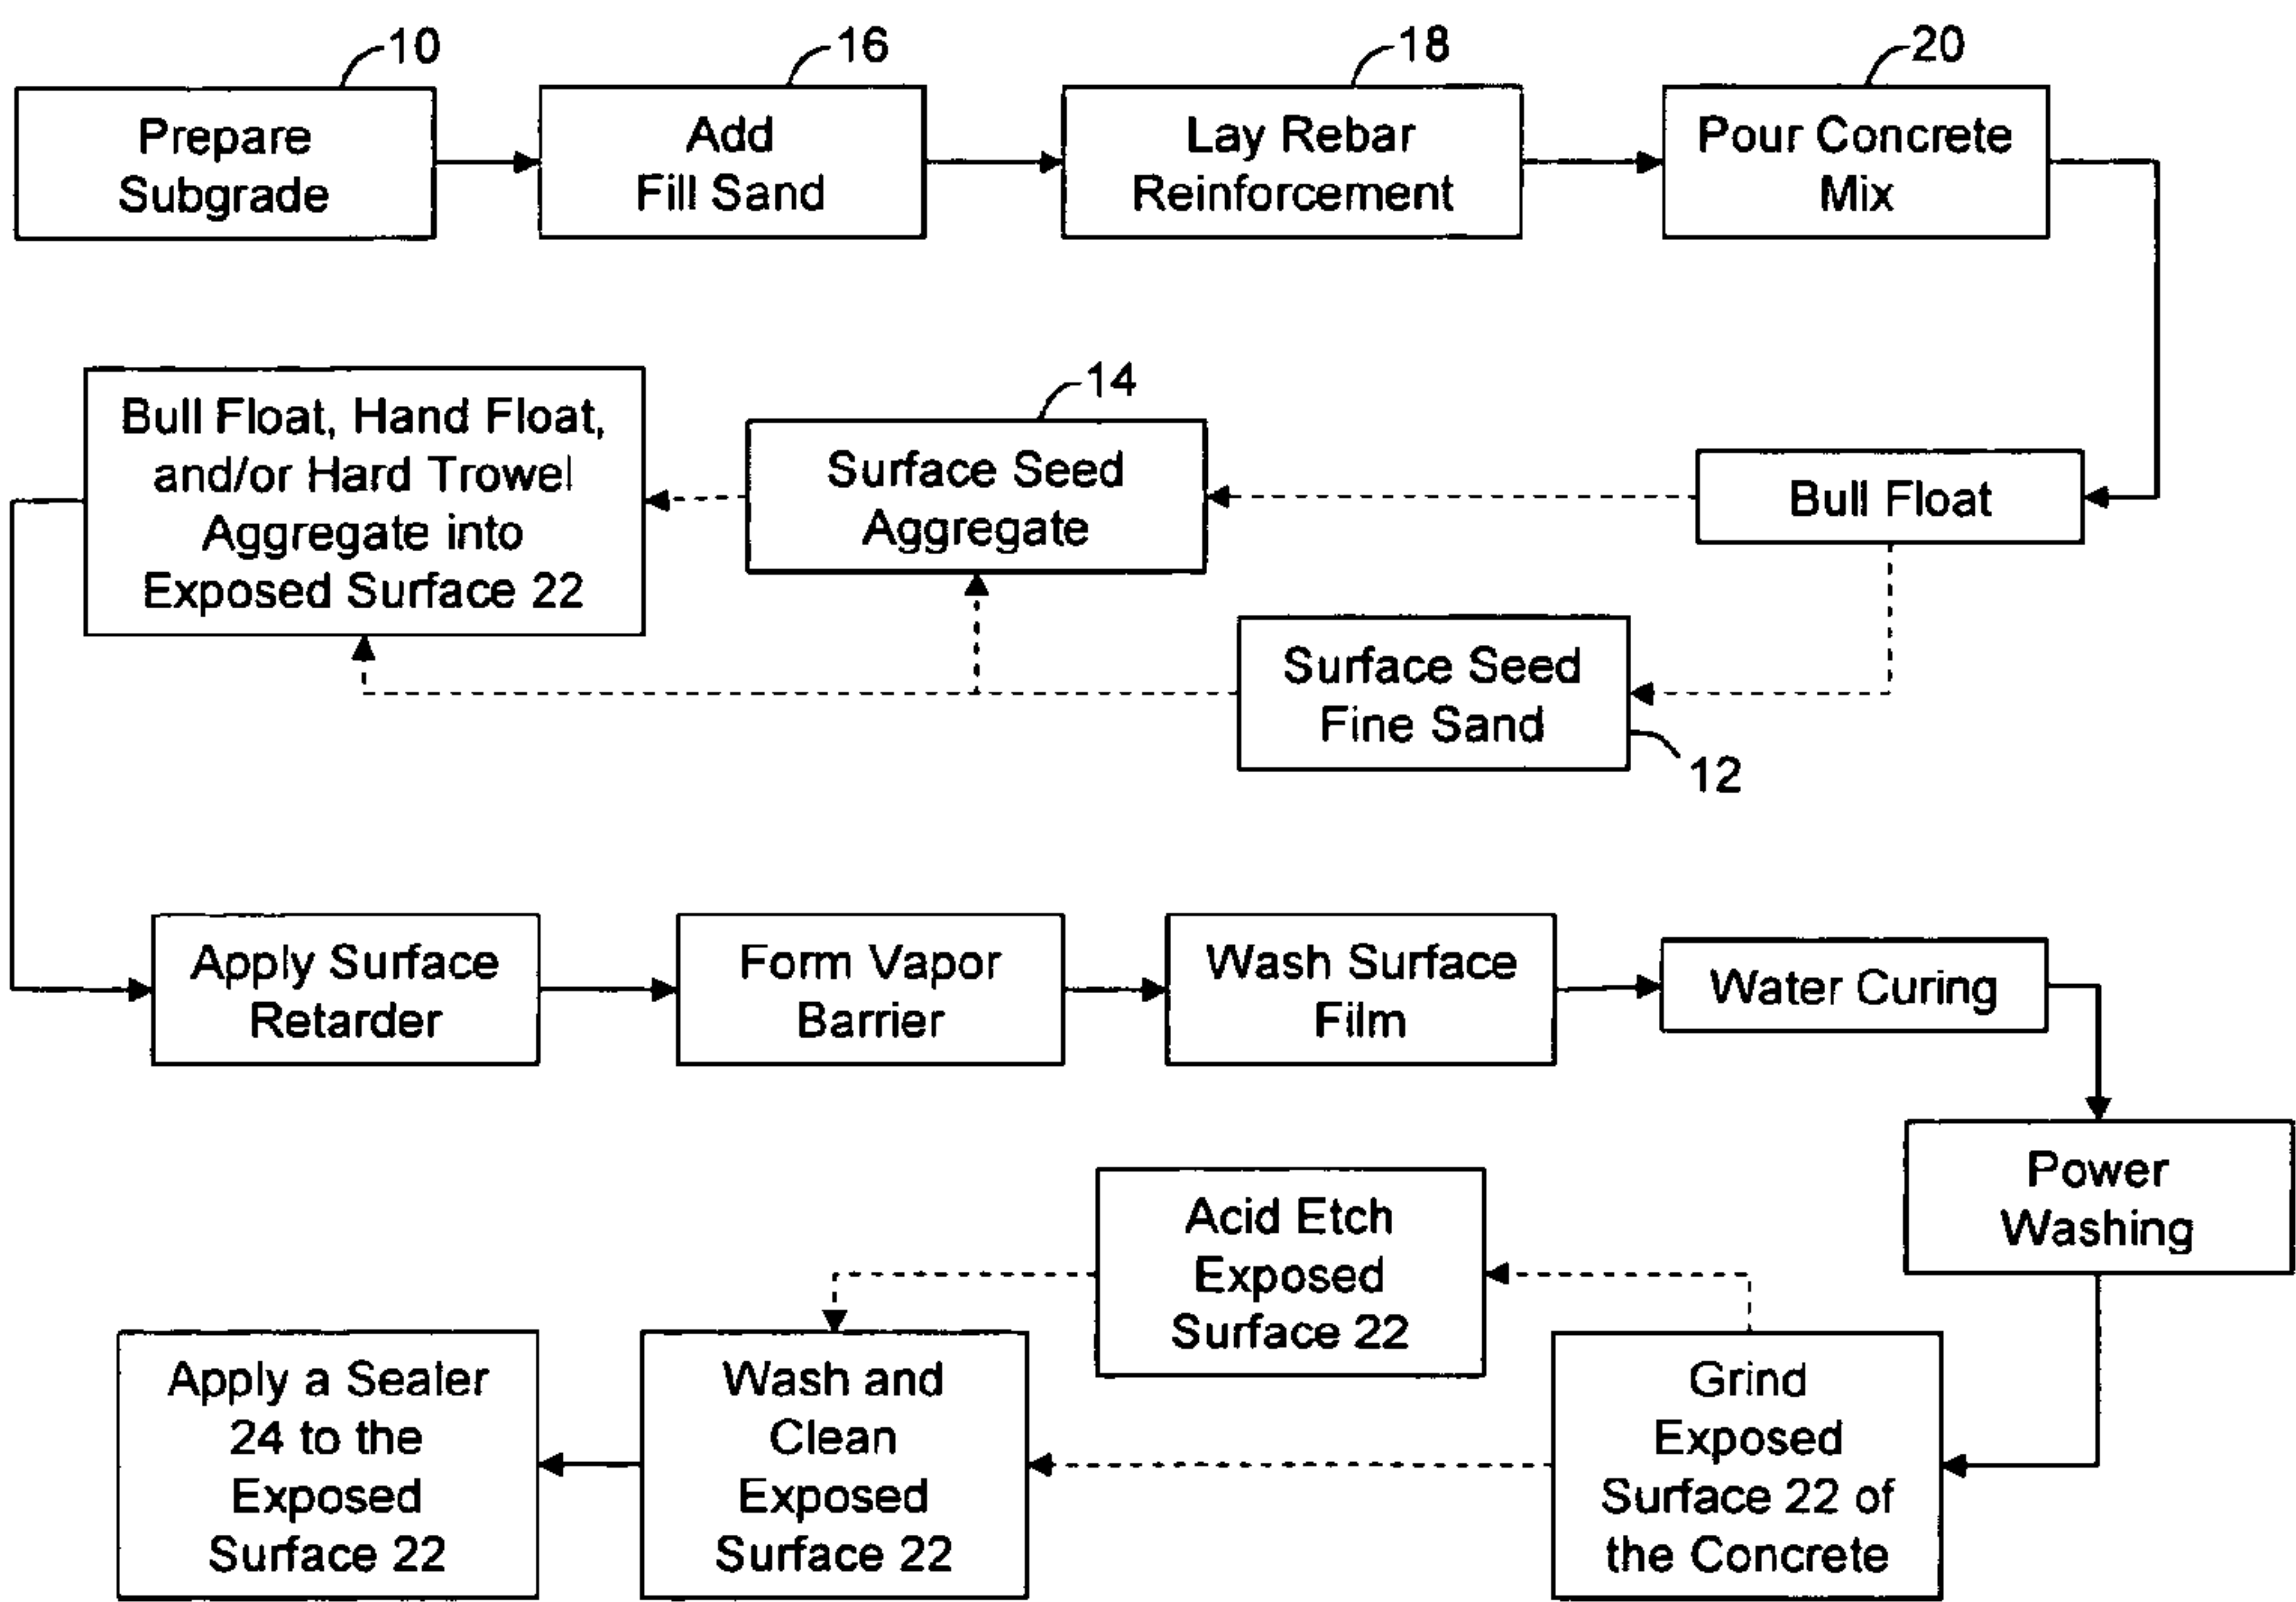 10
Prepare
Subgrade
16
Add
Fill Sand
18
Lay Rebar
Reinforcement
20
Pour Concrete
Mix
Bull Float
14
Surface Seed
Aggregate
Surface Seed
Fine Sand
12
Bull Float, Hand Float,
and/or Hard Trowel
Aggregate into
Exposed Surface 22
Apply Surface
Retarder
Form Vapor
Barrier
Wash Surface
Film
Water Curing
Power
Washing
Grind
Exposed
Surface 22 of
the Concrete
Acid Etch
Exposed
Surface 22
Wash and
Clean
Exposed
Surface 22
Apply a Sealer
24 to the
Exposed
Surface 22